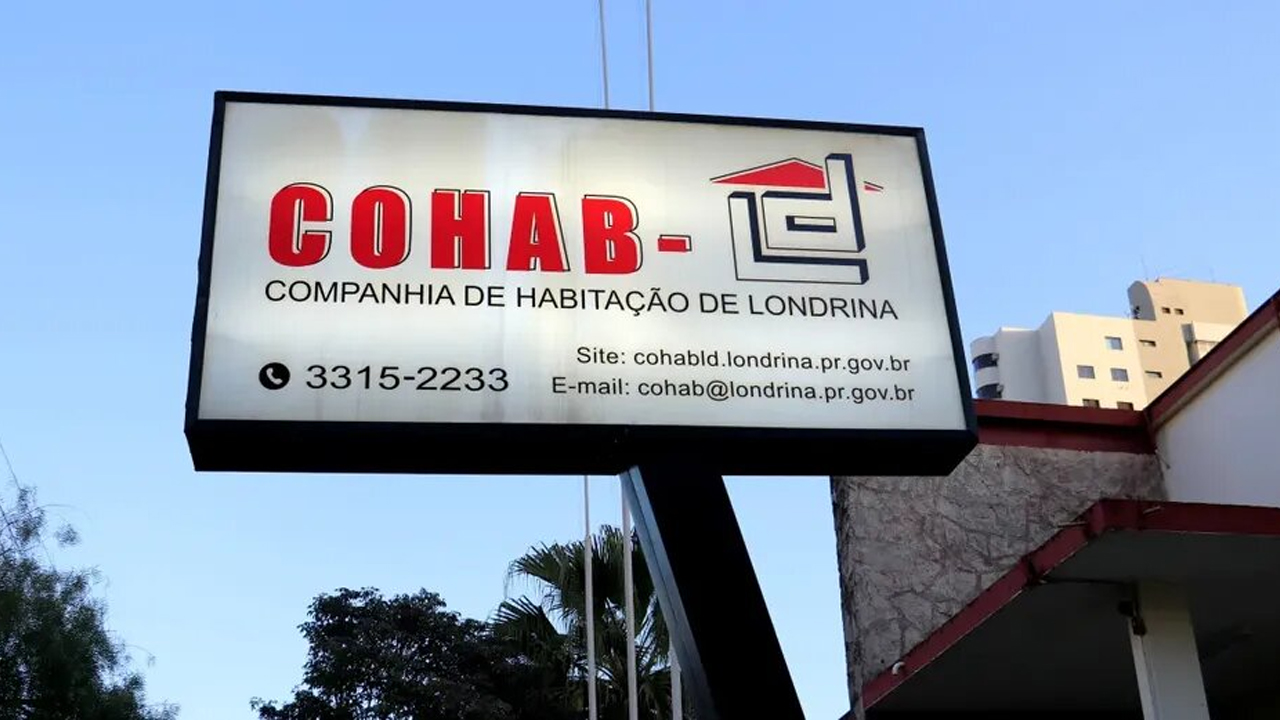 COHAB-LD
COMPANHIA DE HABITAÇÃO DE LONDRINA
3315-2233
Site: cohabld.londrina.pr.gov.br
E-mail: cohab@londrina.pr.gov.br